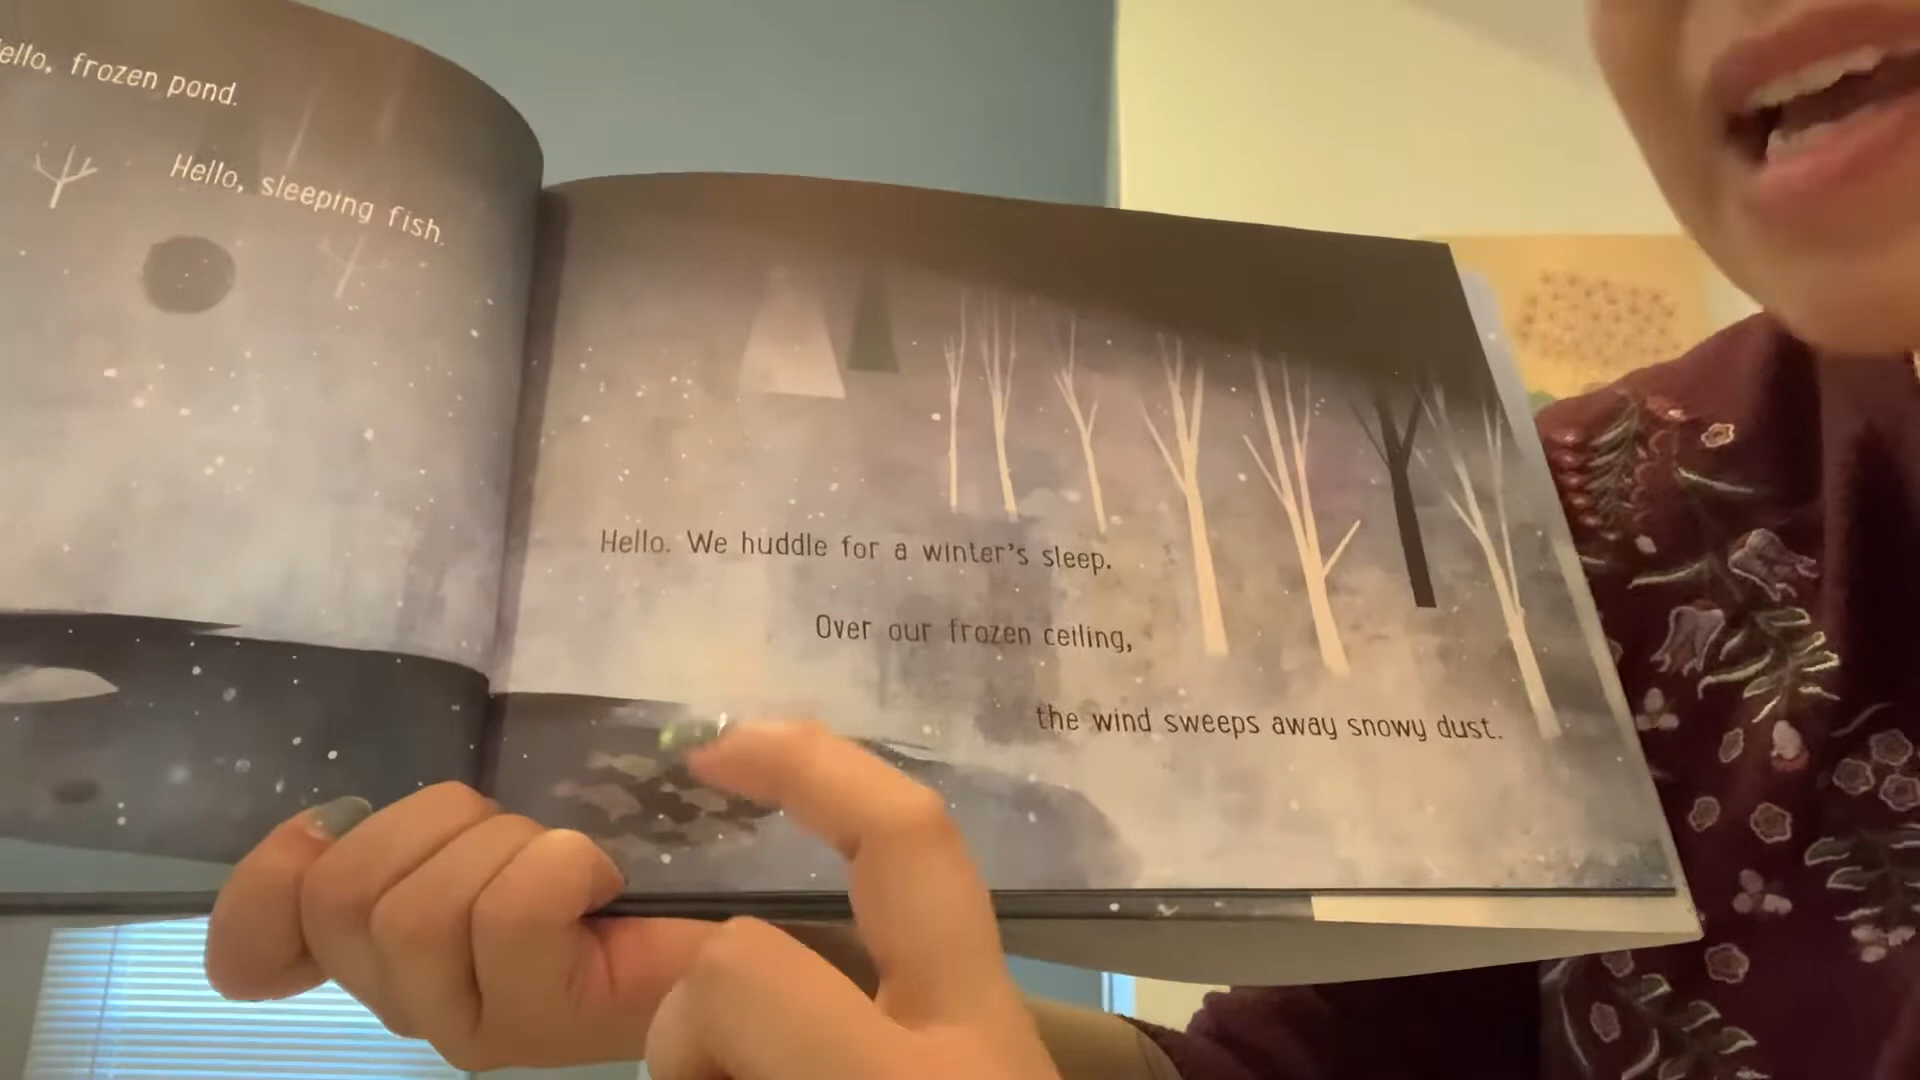 ello, frozen pond.
Hello, sleeping fish.
Hello. We huddle for a winter's sleep.
Over our frozen ceiling,
the wind sweeps away snowy dust.